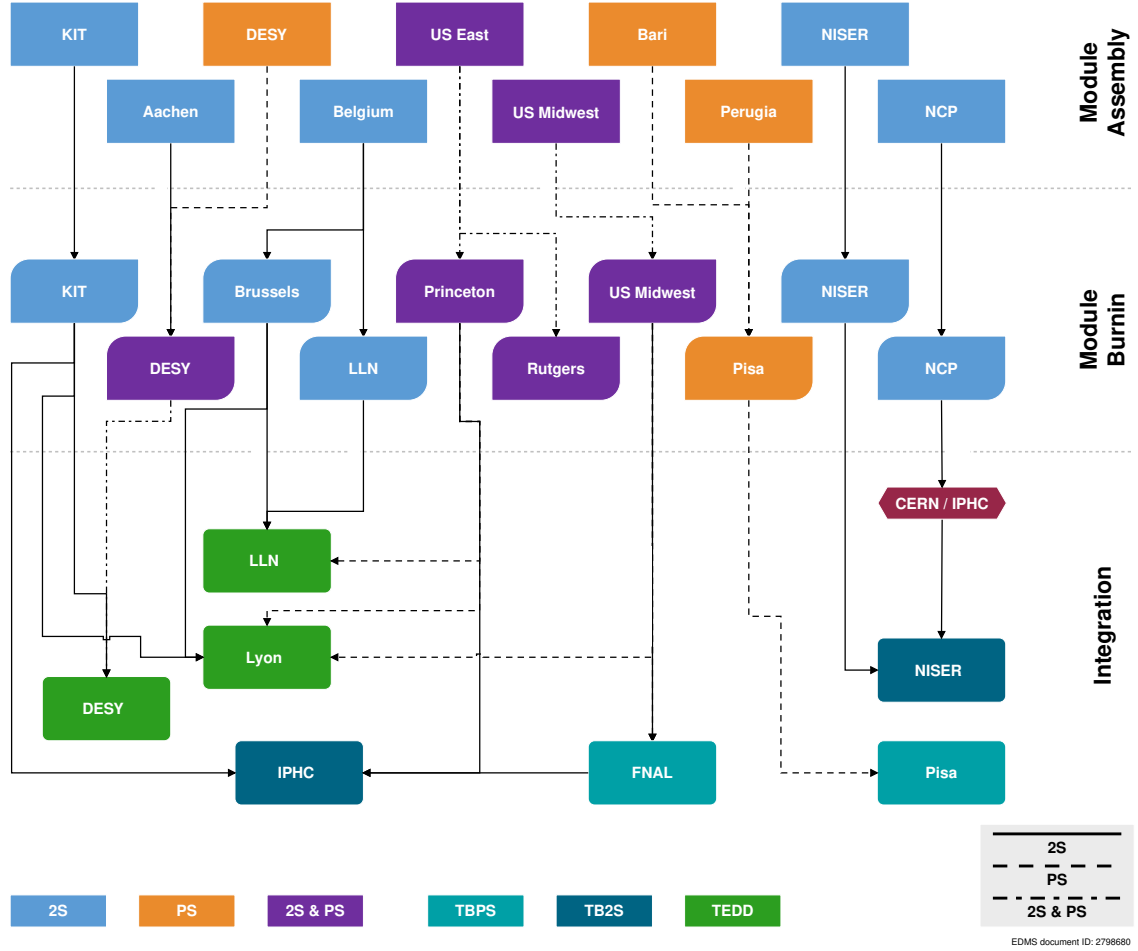 KIT
DESY
US East
Bari
NISER
Module
Assembly
Aachen
Belgium
US Midwest
Perugia
NCP
KIT
Brussels
Princeton
US Midwest
NISER
Module
Burnin
DESY
LLN
Rutgers
Pisa
NCP
CERN / IPHC
LLN
Integration
Lyon
NISER
DESY
IPHC
FNAL
Pisa
2S
PS
2S & PS
2S
PS
2S & PS
TBPS
TB2S
TEDD
EDMS document ID: 2798680